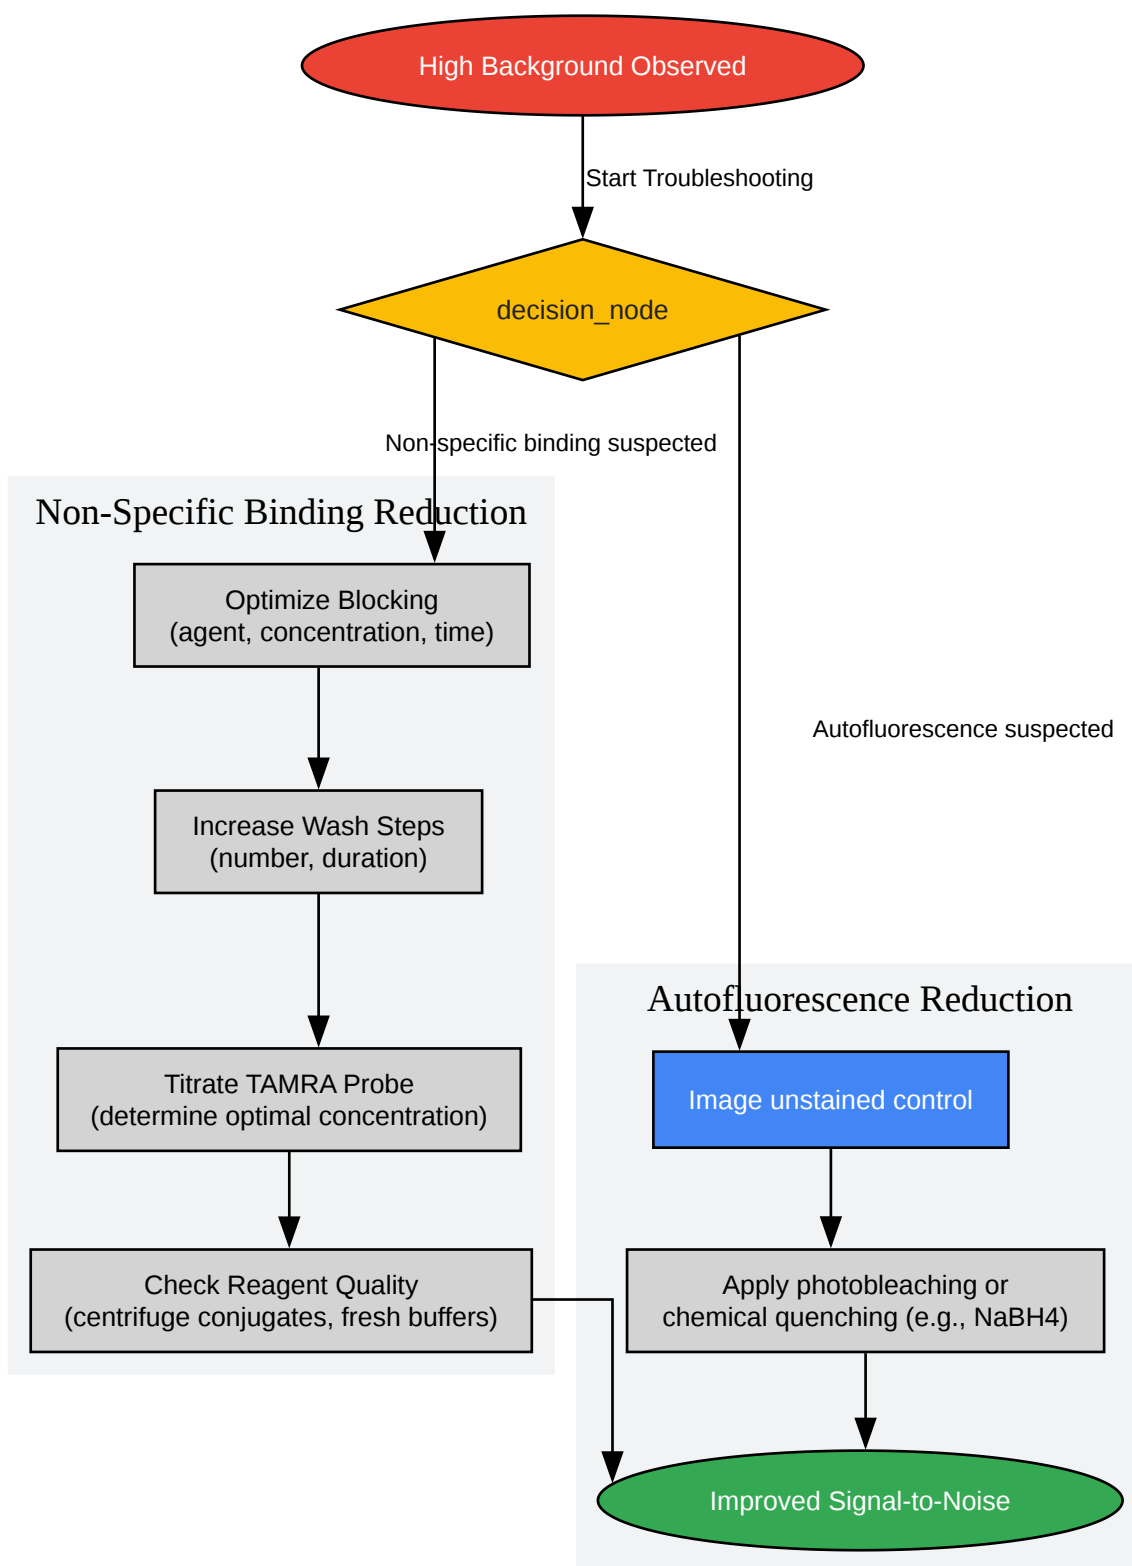 High Background Observed
Start Troubleshooting
decision_node
Non-specific binding suspected
Non-Specific Binding Reduction
Optimize Blocking
(agent, concentration, time)
Increase Wash Steps
(number, duration)
Titrate TAMRA Probe
(determine optimal concentration)
Check Reagent Quality
(centrifuge conjugates, fresh buffers)
Autofluorescence suspected
Autofluorescence Reduction
Image unstained control
Apply photobleaching or
chemical quenching (e.g., NaBH4)
Improved Signal-to-Noise